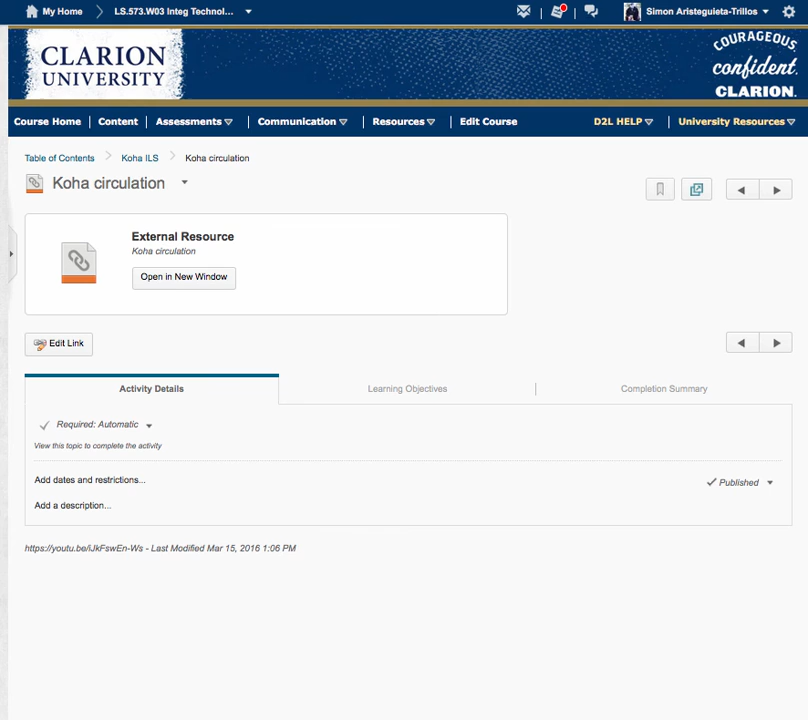 My Home LS.573.W03 Integ Technol... Simon Aristeguieta-Trillos
CLARION UNIVERSITY
COURAGEOUS
confident.
CLARION.
Course Home Content Assessments Communication Resources Edit Course D2L HELP University Resources
Table of Contents Koha ILS Koha circulation
Koha circulation
External Resource
Koha circulation
Open in New Window
Edit Link
Activity Details Learning Objectives Completion Summary
Required: Automatic
View this topic to complete the activity
Add dates and restrictions... Published
Add a description...
https://youtu.be/iJkFswEn-Ws - Last Modified Mar 15, 2016 1:06 PM